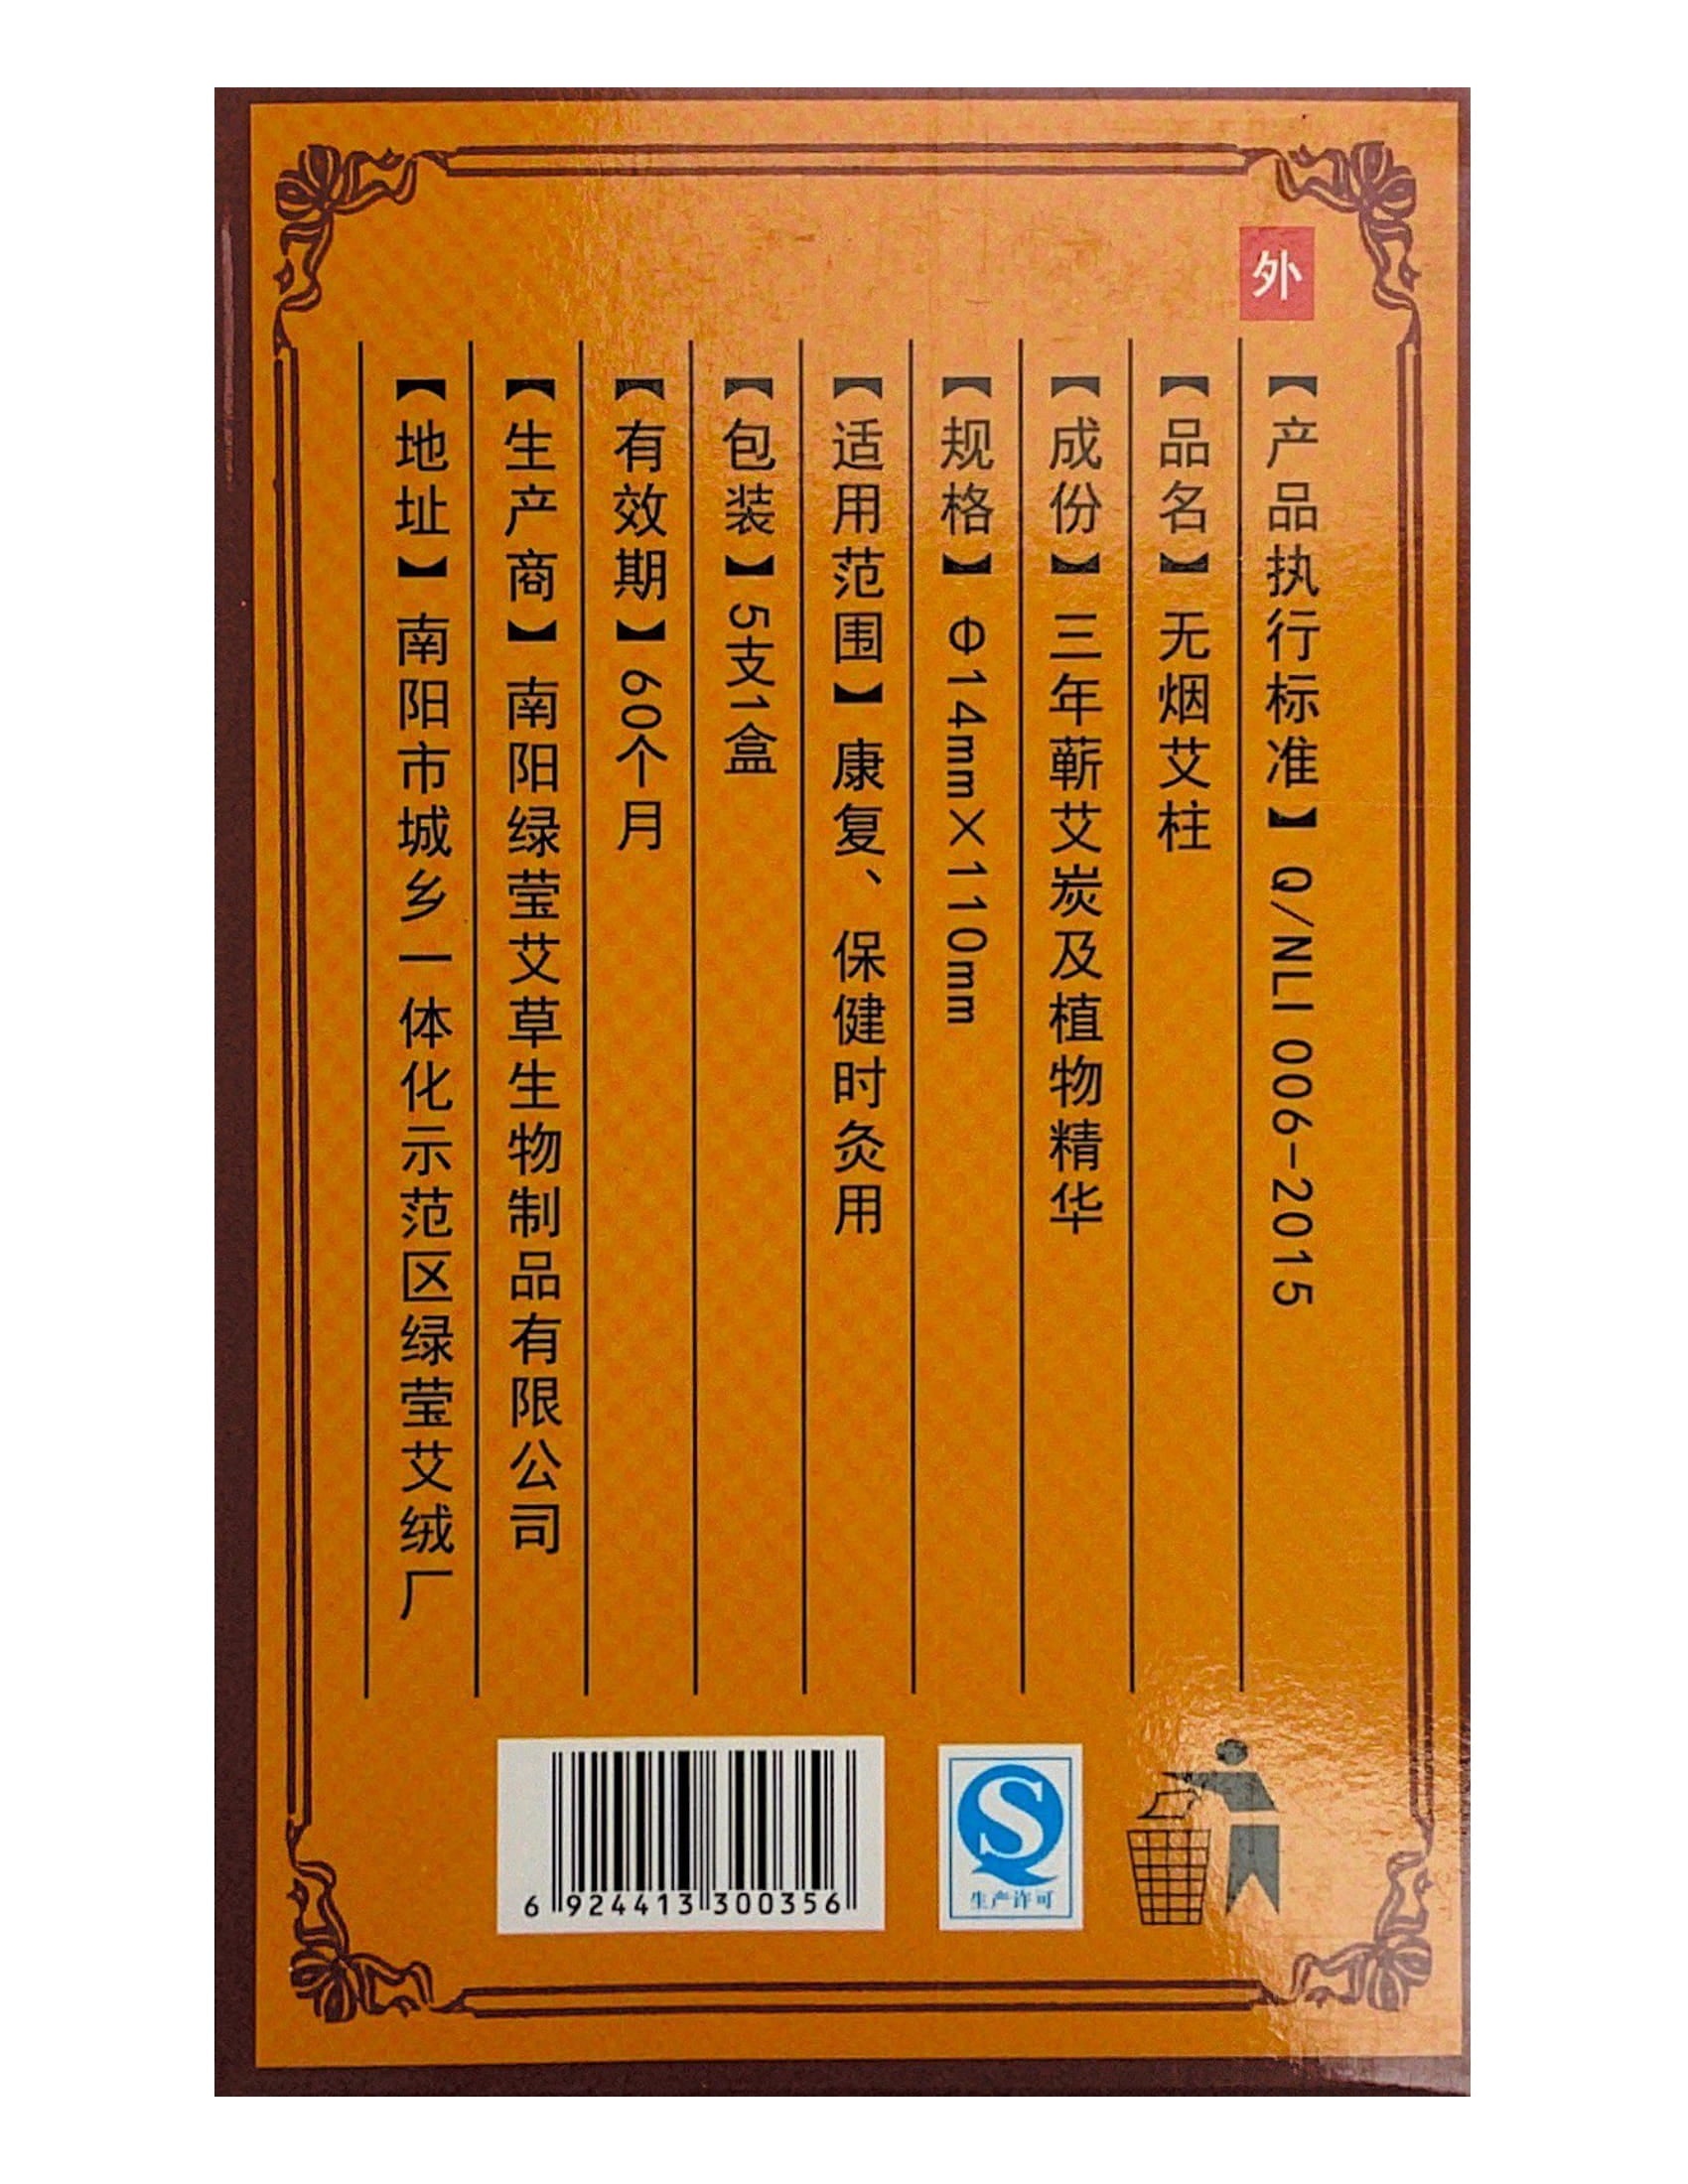 外
【产品执行标准】Q/NLI 006-2015
【品名】无烟艾柱
【成份】三年蕲艾炭及植物精华
【规格】Φ14mm×110mm
【适用范围】康复、保健时灸用
【包装】5支1盒
【有效期】60个月
【生产商】南阳绿莹艾草生物制品有限公司
【地址】南阳市城乡一体化示范区绿莹艾绒厂
6 924413 300356
生产许可